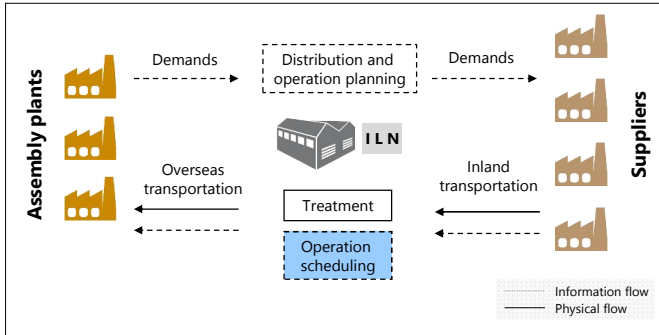 Assembly plants
Demands
Distribution and
operation planning
Demands
Suppliers
I L N
Overseas
transportation
Inland
transportation
Treatment
Operation
scheduling
Information flow
Physical flow